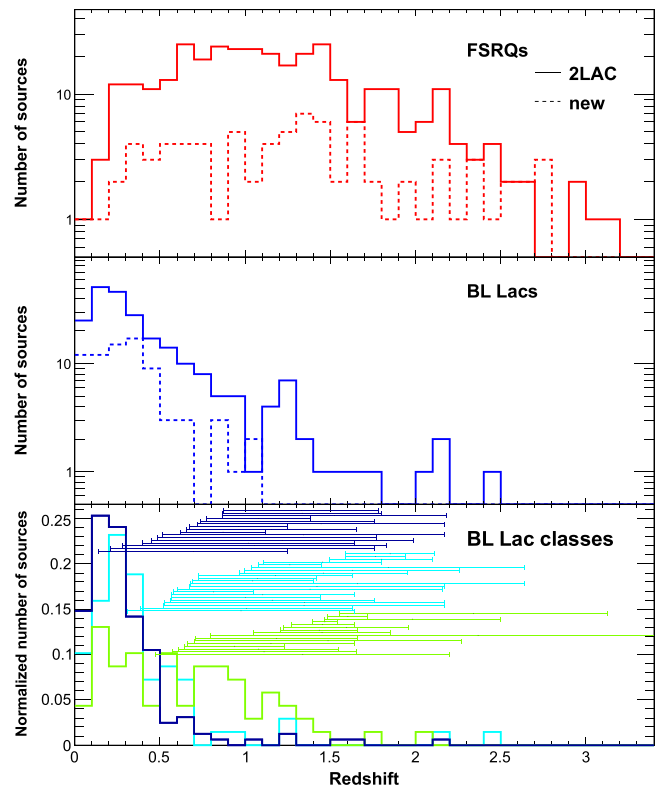 FSRQs
2LAC
new
Number of sources
10
1
BL Lacs
Number of sources
10
1
BL Lac classes
Normalized number of sources
0.25
0.2
0.15
0.1
0.05
0
0 0.5 1 1.5 2 2.5 3
Redshift